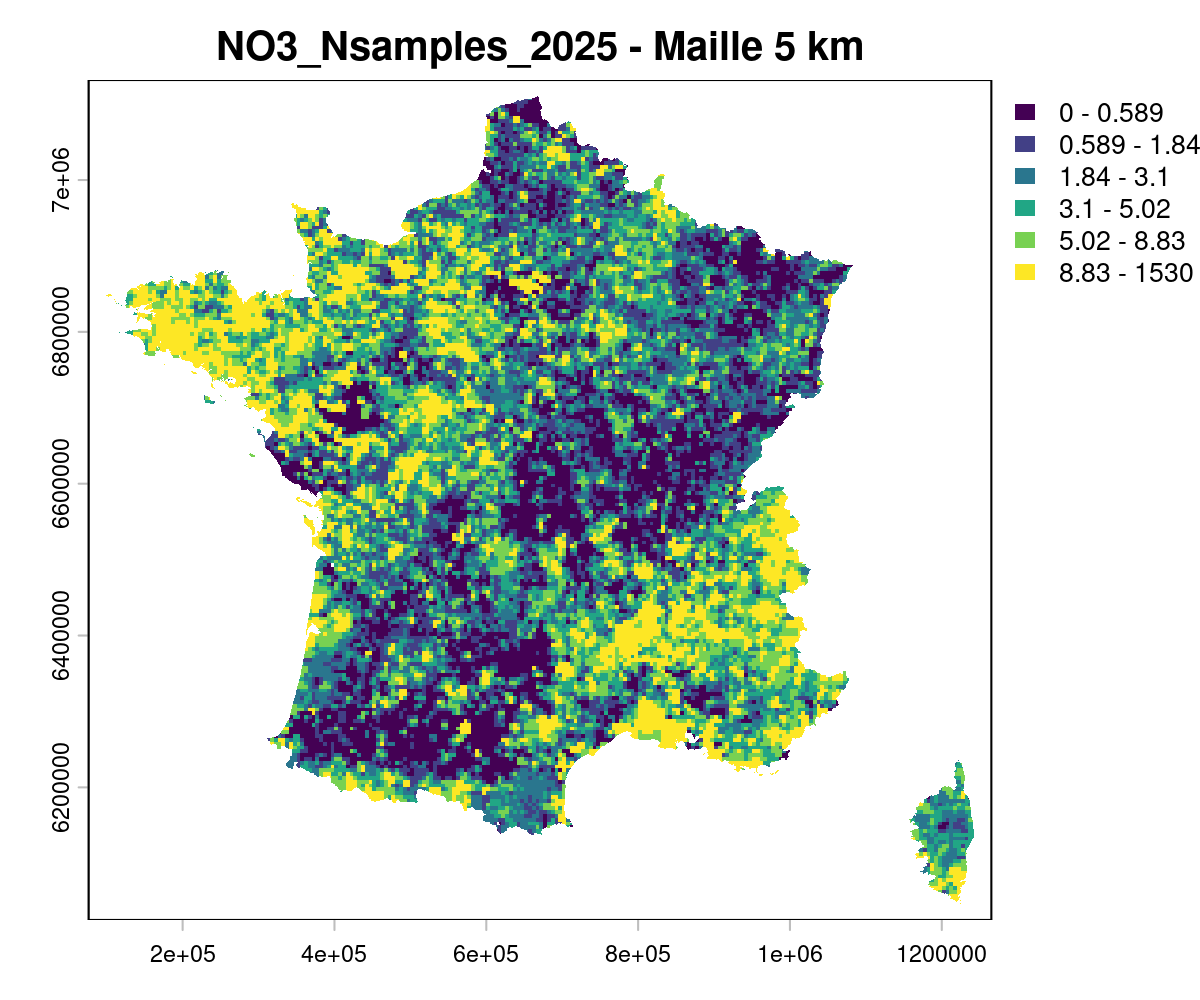 NO3_Nsamples_2025 - Maille 5 km
0 - 0.589
0.589 - 1.84
1.84 - 3.1
3.1 - 5.02
5.02 - 8.83
8.83 - 1530
7e+06
6800000
6600000
6400000
6200000
2e+05 4e+05 6e+05 8e+05 1e+06 1200000